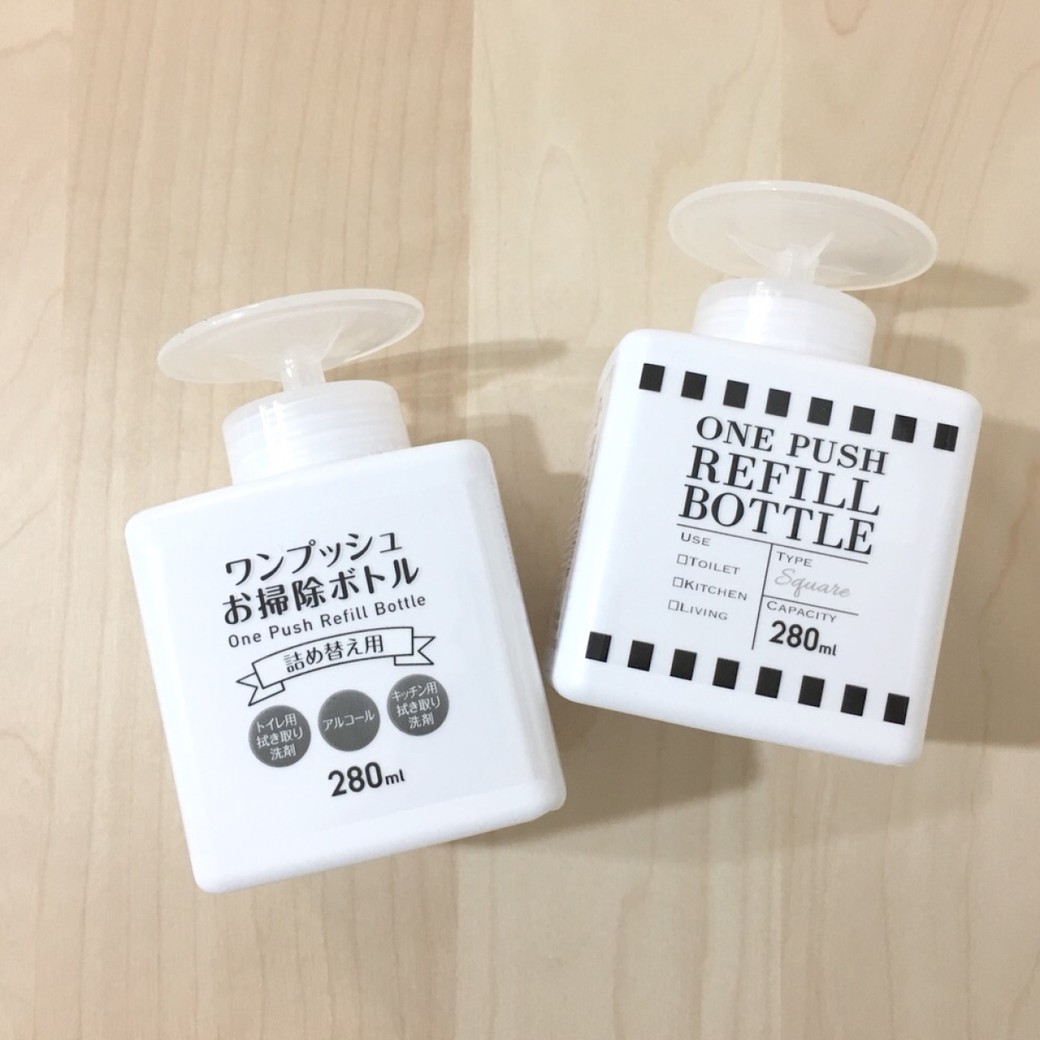 ワンプッシュ
お掃除ボトル
One Push Refill Bottle
詰め替え用
トイレ用
拭き取り
洗剤
アルコール
キッチン用
拭き取り
洗剤
280ml
ONE PUSH
REFILL
BOTTLE
USE
□TOILET
□KITCHEN
□LIVING
TYPE
Square
CAPACITY
280ml